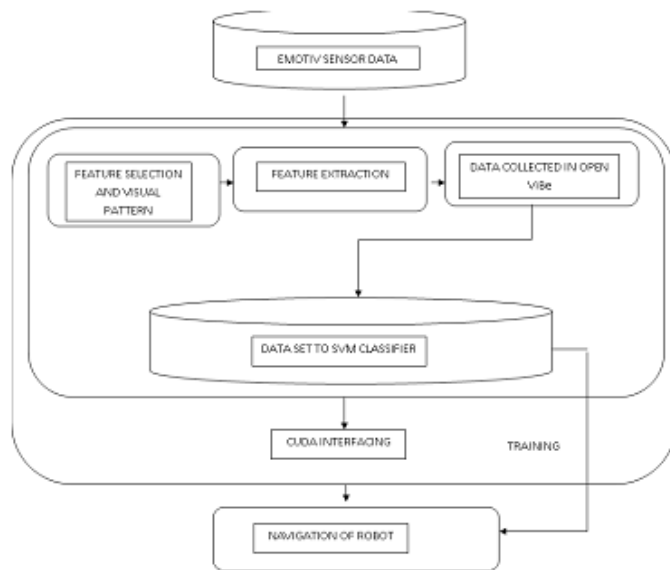 EMOTIV SENSOR DATA
FEATURE SELECTION
AND VISUAL
PATTERN
FEATURE EXTRACTION
DATA COLLECTED IN OPEN
ViBe
DATA SET TO SVM CLASSIFIER
CUDA INTERFACING
TRAINING
NAVIGATION OF ROBOT